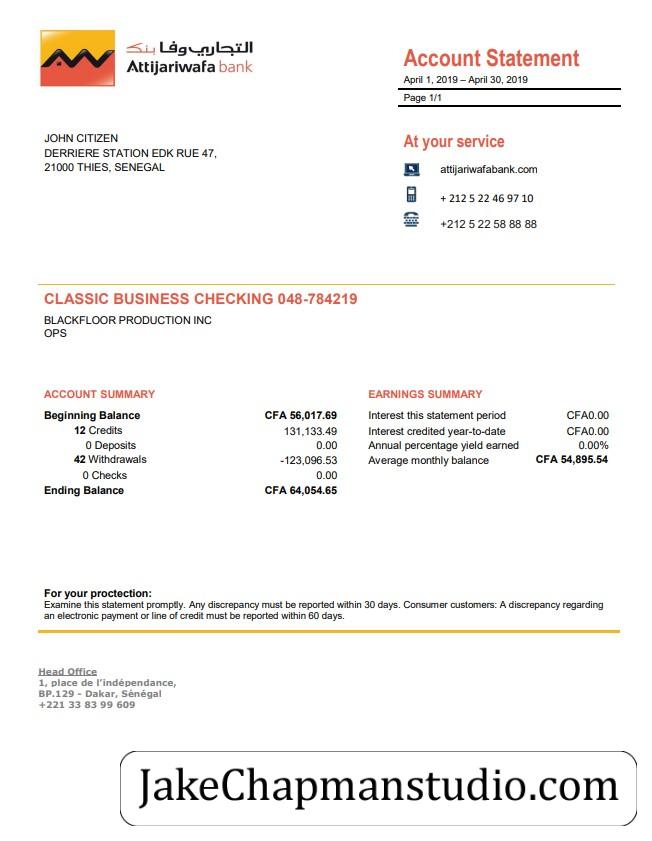 التجاري وفا بنك
Attijariwafa bank
Account Statement
April 1, 2019 – April 30, 2019
Page 1/1
JOHN CITIZEN
DERRIERE STATION EDK RUE 47,
21000 THIES, SENEGAL
At your service
attijariwafabank.com
+ 212 5 22 46 97 10
+212 5 22 58 88 88
CLASSIC BUSINESS CHECKING 048-784219
BLACKFLOOR PRODUCTION INC
OPS
ACCOUNT SUMMARY
Beginning Balance CFA 56,017.69
12 Credits 131,133.49
0 Deposits 0.00
42 Withdrawals -123,096.53
0 Checks 0.00
Ending Balance CFA 64,054.65
EARNINGS SUMMARY
Interest this statement period CFA0.00
Interest credited year-to-date CFA0.00
Annual percentage yield earned 0.00%
Average monthly balance CFA 54,895.54
For your proctection:
Examine this statement promptly. Any discrepancy must be reported within 30 days. Consumer customers: A discrepancy regarding
an electronic payment or line of credit must be reported within 60 days.
Head Office
1, place de l’indépendance,
BP.129 - Dakar, Sénégal
+221 33 83 99 609
JakeChapmanstudio.com